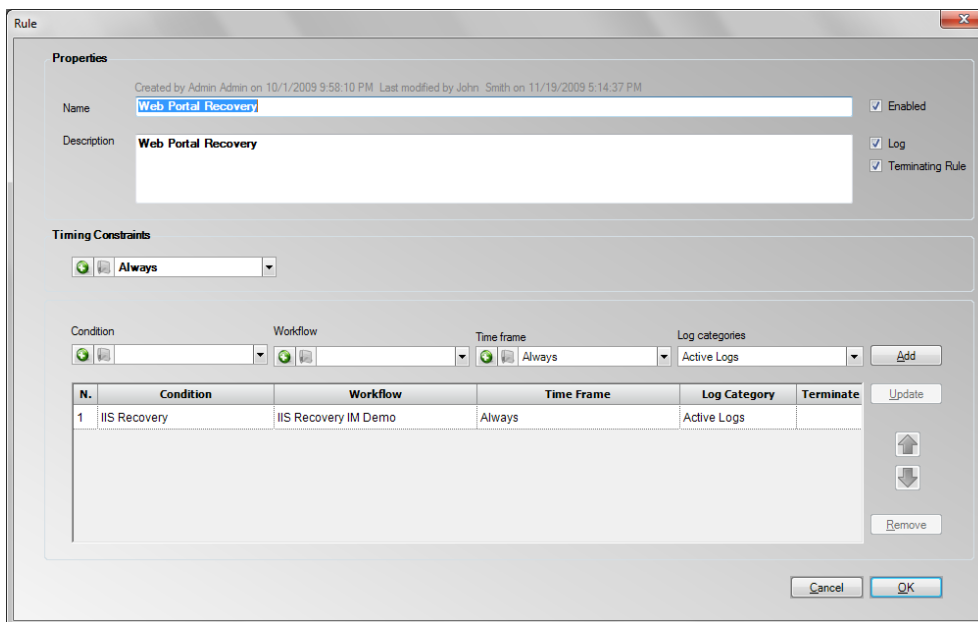 Rule
Properties
Created by Admin Admin on 10/1/2009 9:58:10 PM Last modified by John Smith on 11/19/2009 5:14:37 PM
Name Web Portal Recovery Enabled
Description Web Portal Recovery Log
Terminating Rule
Timing Constraints
Always
Condition Workflow Time frame Log categories
Always Active Logs Add
N. Condition Workflow Time Frame Log Category Terminate Update
1 IIS Recovery IIS Recovery IM Demo Always Active Logs
Remove
Cancel OK